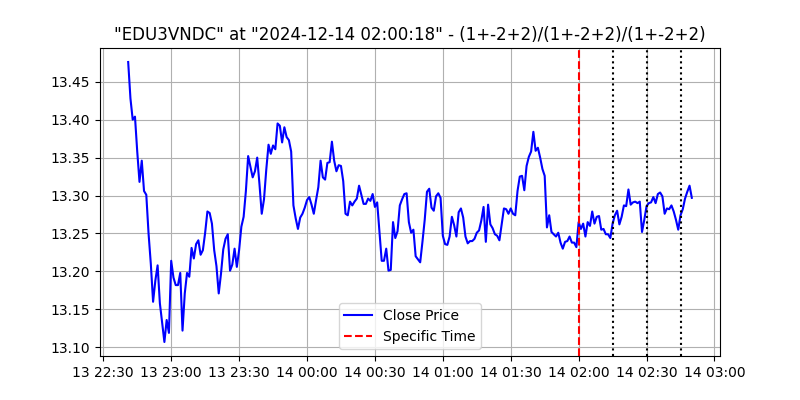 "EDU3VNDC" at "2024-12-14 02:00:18" - (1+-2+2)/(1+-2+2)/(1+-2+2)
13.45
13.40
13.35
13.30
13.25
13.20
13.15
13.10
Close Price
Specific Time
13 22:30 13 23:00 13 23:30 14 00:00 14 00:30 14 01:00 14 01:30 14 02:00 14 02:30 14 03:00